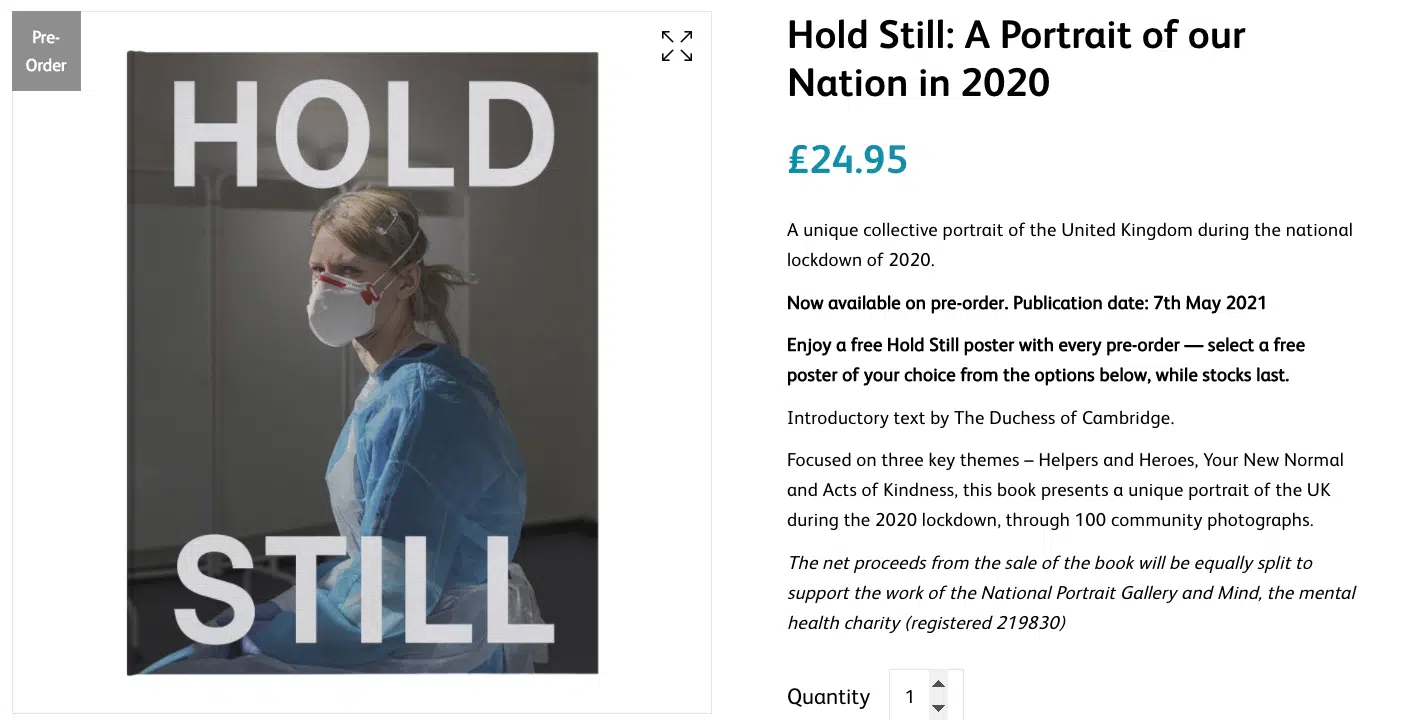 Pre-
Order
HOLD
STILL
Hold Still: A Portrait of our
Nation in 2020
£24.95
A unique collective portrait of the United Kingdom during the national
lockdown of 2020.
Now available on pre-order. Publication date: 7th May 2021
Enjoy a free Hold Still poster with every pre-order — select a free
poster of your choice from the options below, while stocks last.
Introductory text by The Duchess of Cambridge.
Focused on three key themes – Helpers and Heroes, Your New Normal
and Acts of Kindness, this book presents a unique portrait of the UK
during the 2020 lockdown, through 100 community photographs.
The net proceeds from the sale of the book will be equally split to
support the work of the National Portrait Gallery and Mind, the mental
health charity (registered 219830)
Quantity 1